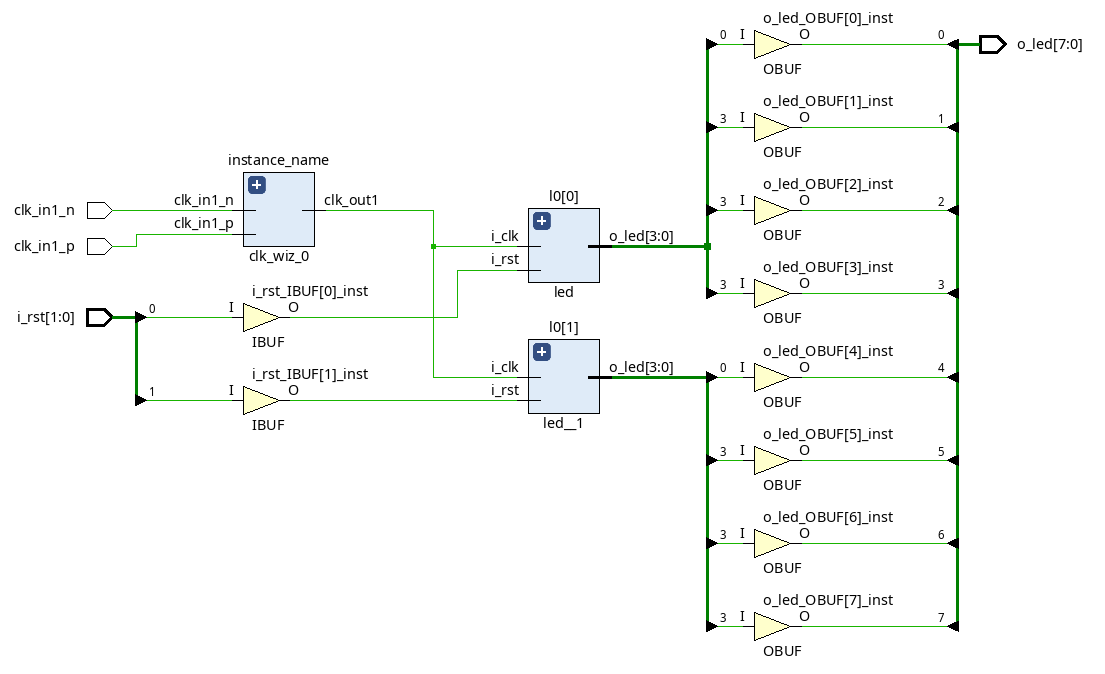 o_led_OBUF[0]_inst
0 I O 0
o_led[7:0]
OBUF
o_led_OBUF[1]_inst
3 I O 1
OBUF
instance_name
clk_in1_n
clk_in1_n
clk_out1
clk_in1_p
clk_in1_p
clk_wiz_0
o_led_OBUF[2]_inst
3 I O 2
OBUF
l0[0]
i_clk
o_led[3:0]
i_rst
led
o_led_OBUF[3]_inst
3 I O 3
OBUF
i_rst[1:0]
i_rst_IBUF[0]_inst
0 I O
IBUF
l0[1]
i_clk
o_led[3:0]
i_rst
led__1
o_led_OBUF[4]_inst
0 I O 4
OBUF
i_rst_IBUF[1]_inst
1 I O
IBUF
o_led_OBUF[5]_inst
3 I O 5
OBUF
o_led_OBUF[6]_inst
3 I O 6
OBUF
o_led_OBUF[7]_inst
3 I O 7
OBUF